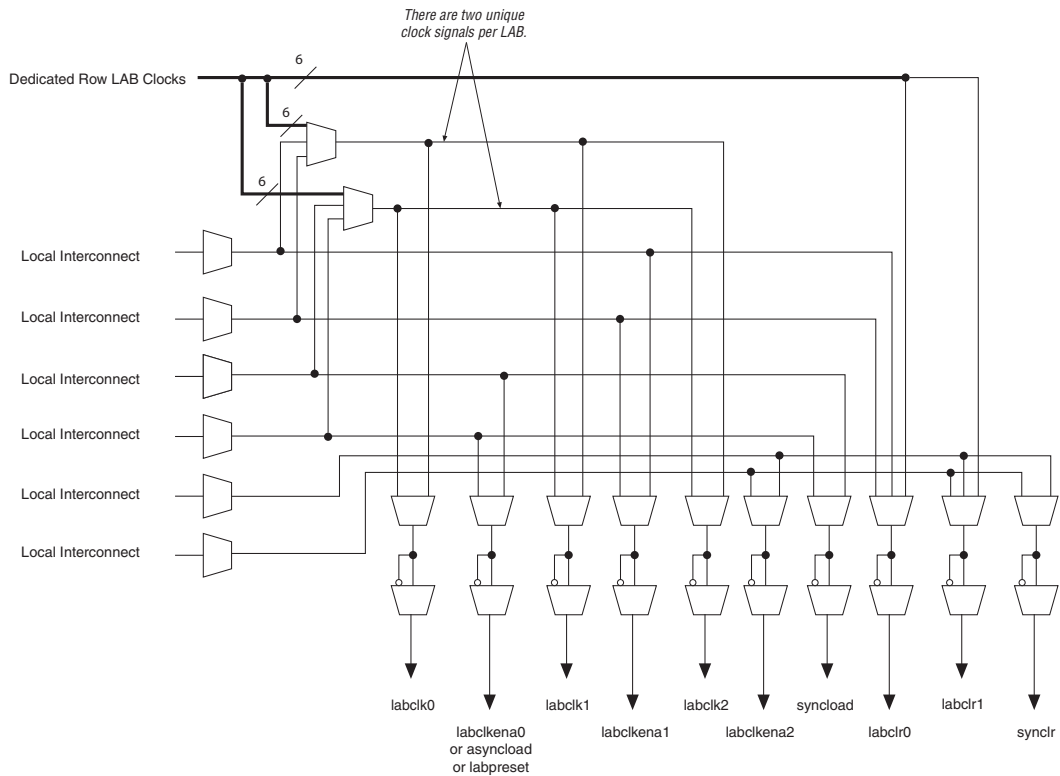 There are two unique
clock signals per LAB.
6
Dedicated Row LAB Clocks
6
6
Local Interconnect
Local Interconnect
Local Interconnect
Local Interconnect
Local Interconnect
Local Interconnect
labclk0
labclkena0
or asyncload
or labpreset
labclk1
labclkena1
labclk2
labclkena2
syncload
labclr0
labclr1
synclr